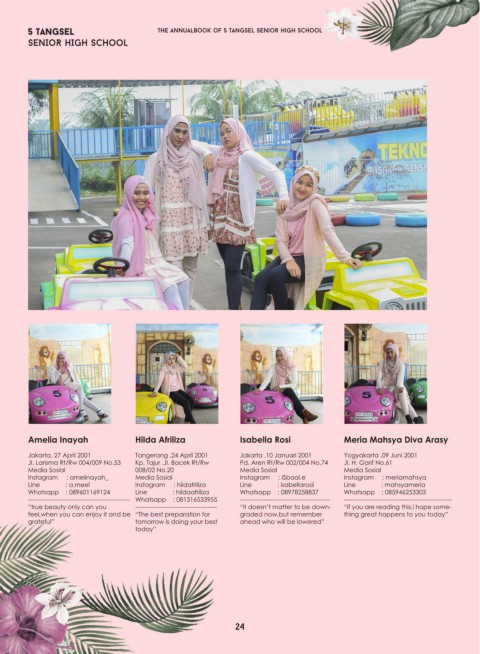 5 TANGSEL
SENIOR HIGH SCHOOL
THE ANNUALBOOK OF 5 TANGSEL SENIOR HIGH SCHOOL
TEKNO
Amelia Inayah
Jakarta, 27 April 2001
Jl. Larisma Rt/Rw 004/009 No.53
Media Sosial
Instagram : amelinayah_
Line : a.meeii
Whatsapp : 089601169124
"true beauty only can you
feel,when you can enjoy it and be
grateful"
Hilda Afriliza
Tangerang ,24 April 2001
Kp. Tajur Jl. Bacek Rt/Rw
008/02 No.20
Media Sosial
Instagram : hildafriliza
Line : hildaafriliza
Whatsapp : 081316533955
"The best preparation for
tomorrow is doing your best
today"
Isabella Rosi
Jakarta ,10 Januari 2001
Pd. Aren Rt/Rw 002/004 No.74
Media Sosial
Instagram : ISbaal.e
Line : isabellarosii
Whatsapp : 08978258837
"it doesn't matter to be down-
graded now,but remember
ahead who will be lowered"
Meria Mahsya Diva Arasy
Yogyakarta ,09 Juni 2001
Jl. H. Garif No.61
Media Sosial
Instagram : meriamahsya
Line : mahsyameria
Whatsapp : 085946253303
"if you are reading this,i hope some-
thing great happens to you today"
24